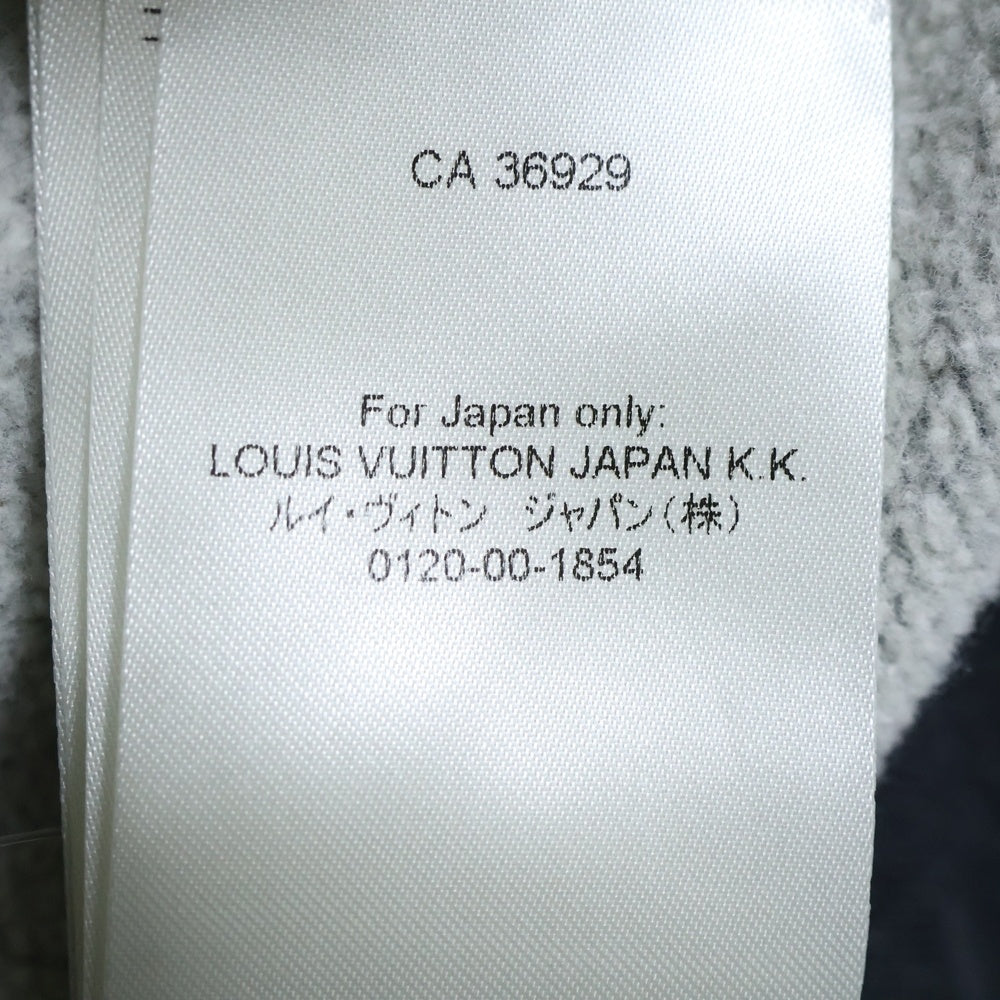 CA 36929
For Japan only:
LOUIS VUITTON JAPAN K.K.
ルイ・ヴィトン　ジャパン(株)
0120-00-1854